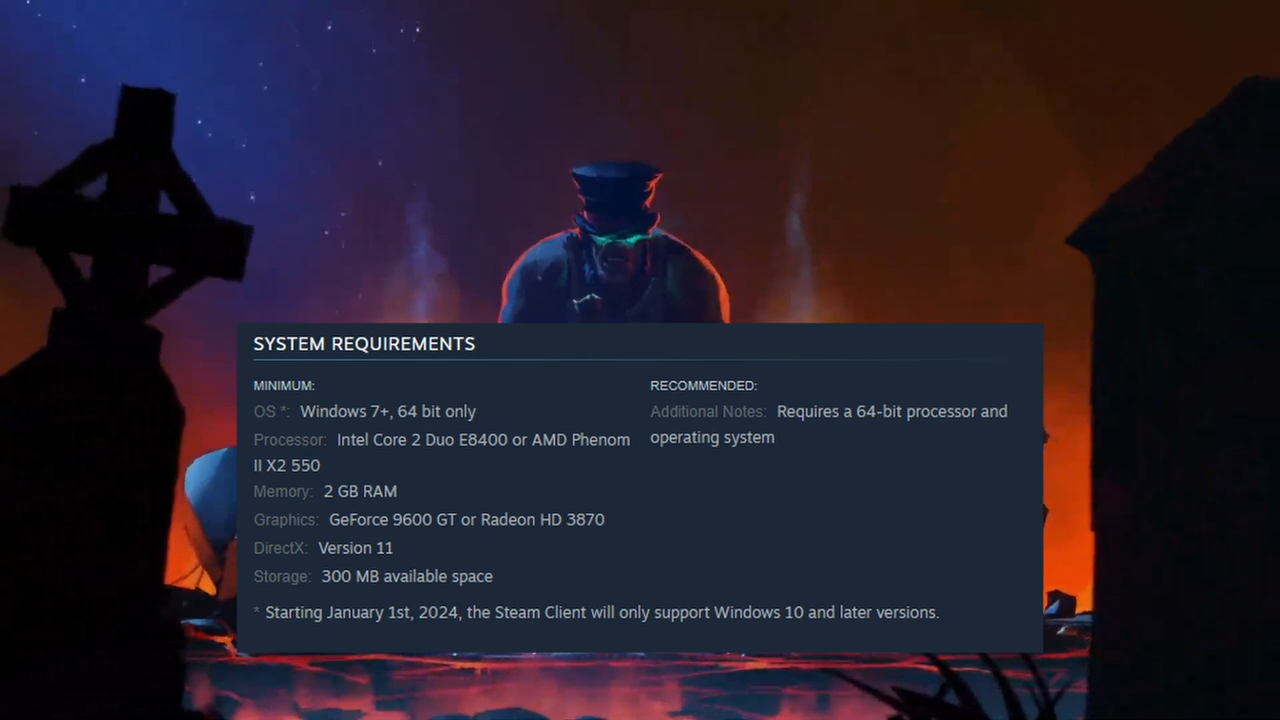 SYSTEM REQUIREMENTS
MINIMUM:
OS *: Windows 7+, 64 bit only
Processor: Intel Core 2 Duo E8400 or AMD Phenom
II X2 550
Memory: 2 GB RAM
Graphics: GeForce 9600 GT or Radeon HD 3870
DirectX: Version 11
Storage: 300 MB available space
RECOMMENDED:
Additional Notes: Requires a 64-bit processor and
operating system
* Starting January 1st, 2024, the Steam Client will only support Windows 10 and later versions.